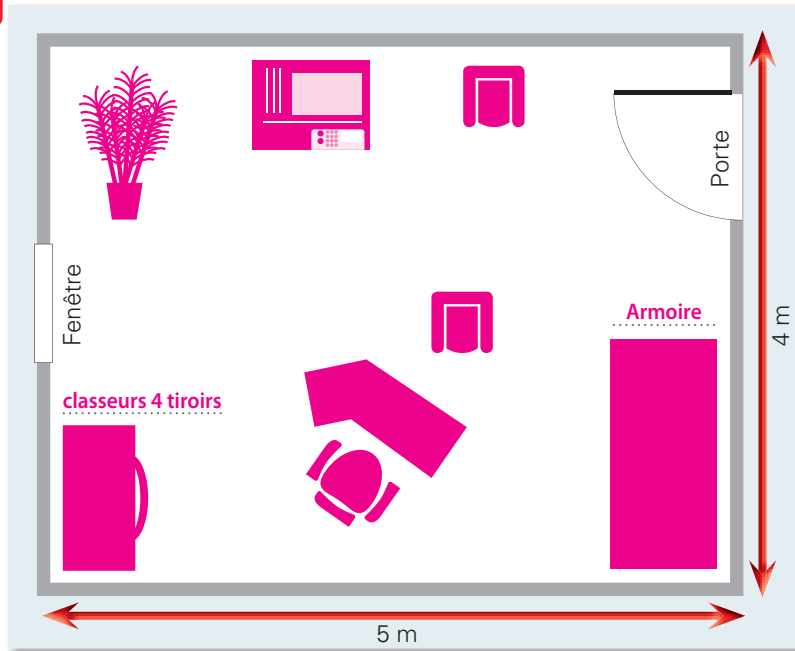 Porte
Fenêtre
Armoire
4 m
classeurs 4 tiroirs
5 m